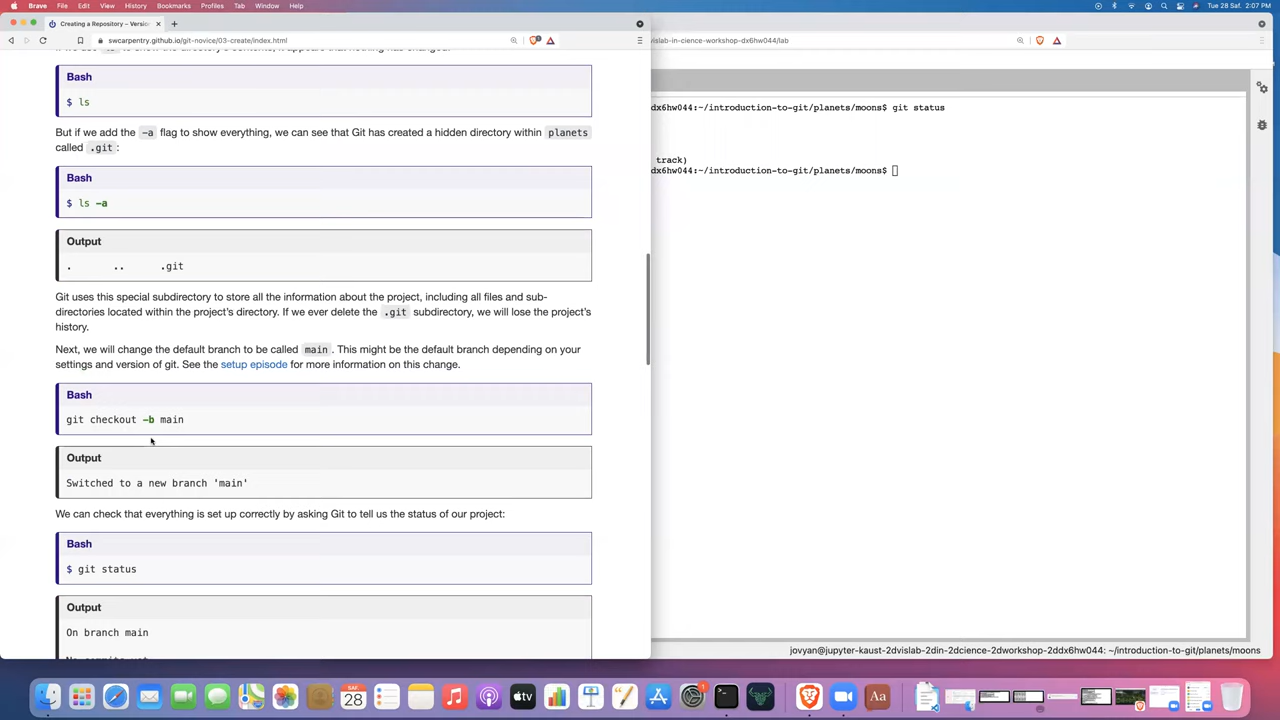 Brave File Edit View History Bookmarks Profiles Tab Window Help
Tue 28 Saf. 2:07 PM
Creating a Repository – Versio
swcarpentry.github.io/git-novice/03-create/index.html
vislab-in-cience-workshop-dx6hw044/lab
Bash
$ ls
But if we add the -a flag to show everything, we can see that Git has created a hidden directory within planets
called .git:
Bash
$ ls -a
Output
. .. .git
Git uses this special subdirectory to store all the information about the project, including all files and sub-
directories located within the project's directory. If we ever delete the .git subdirectory, we will lose the project's
history.
Next, we will change the default branch to be called main. This might be the default branch depending on your
settings and version of git. See the setup episode for more information on this change.
Bash
git checkout -b main
Output
Switched to a new branch 'main'
We can check that everything is set up correctly by asking Git to tell us the status of our project:
Bash
$ git status
Output
On branch main
dx6hw044:~/introduction-to-git/planets/moons$ git status
track)
dx6hw044:~/introduction-to-git/planets/moons$
jovyan@jupyter-kaust-2dvislab-2din-2dcience-2dworkshop-2ddx6hw044: ~/introduction-to-git/planets/moons
SAF.
28
tv
Aa